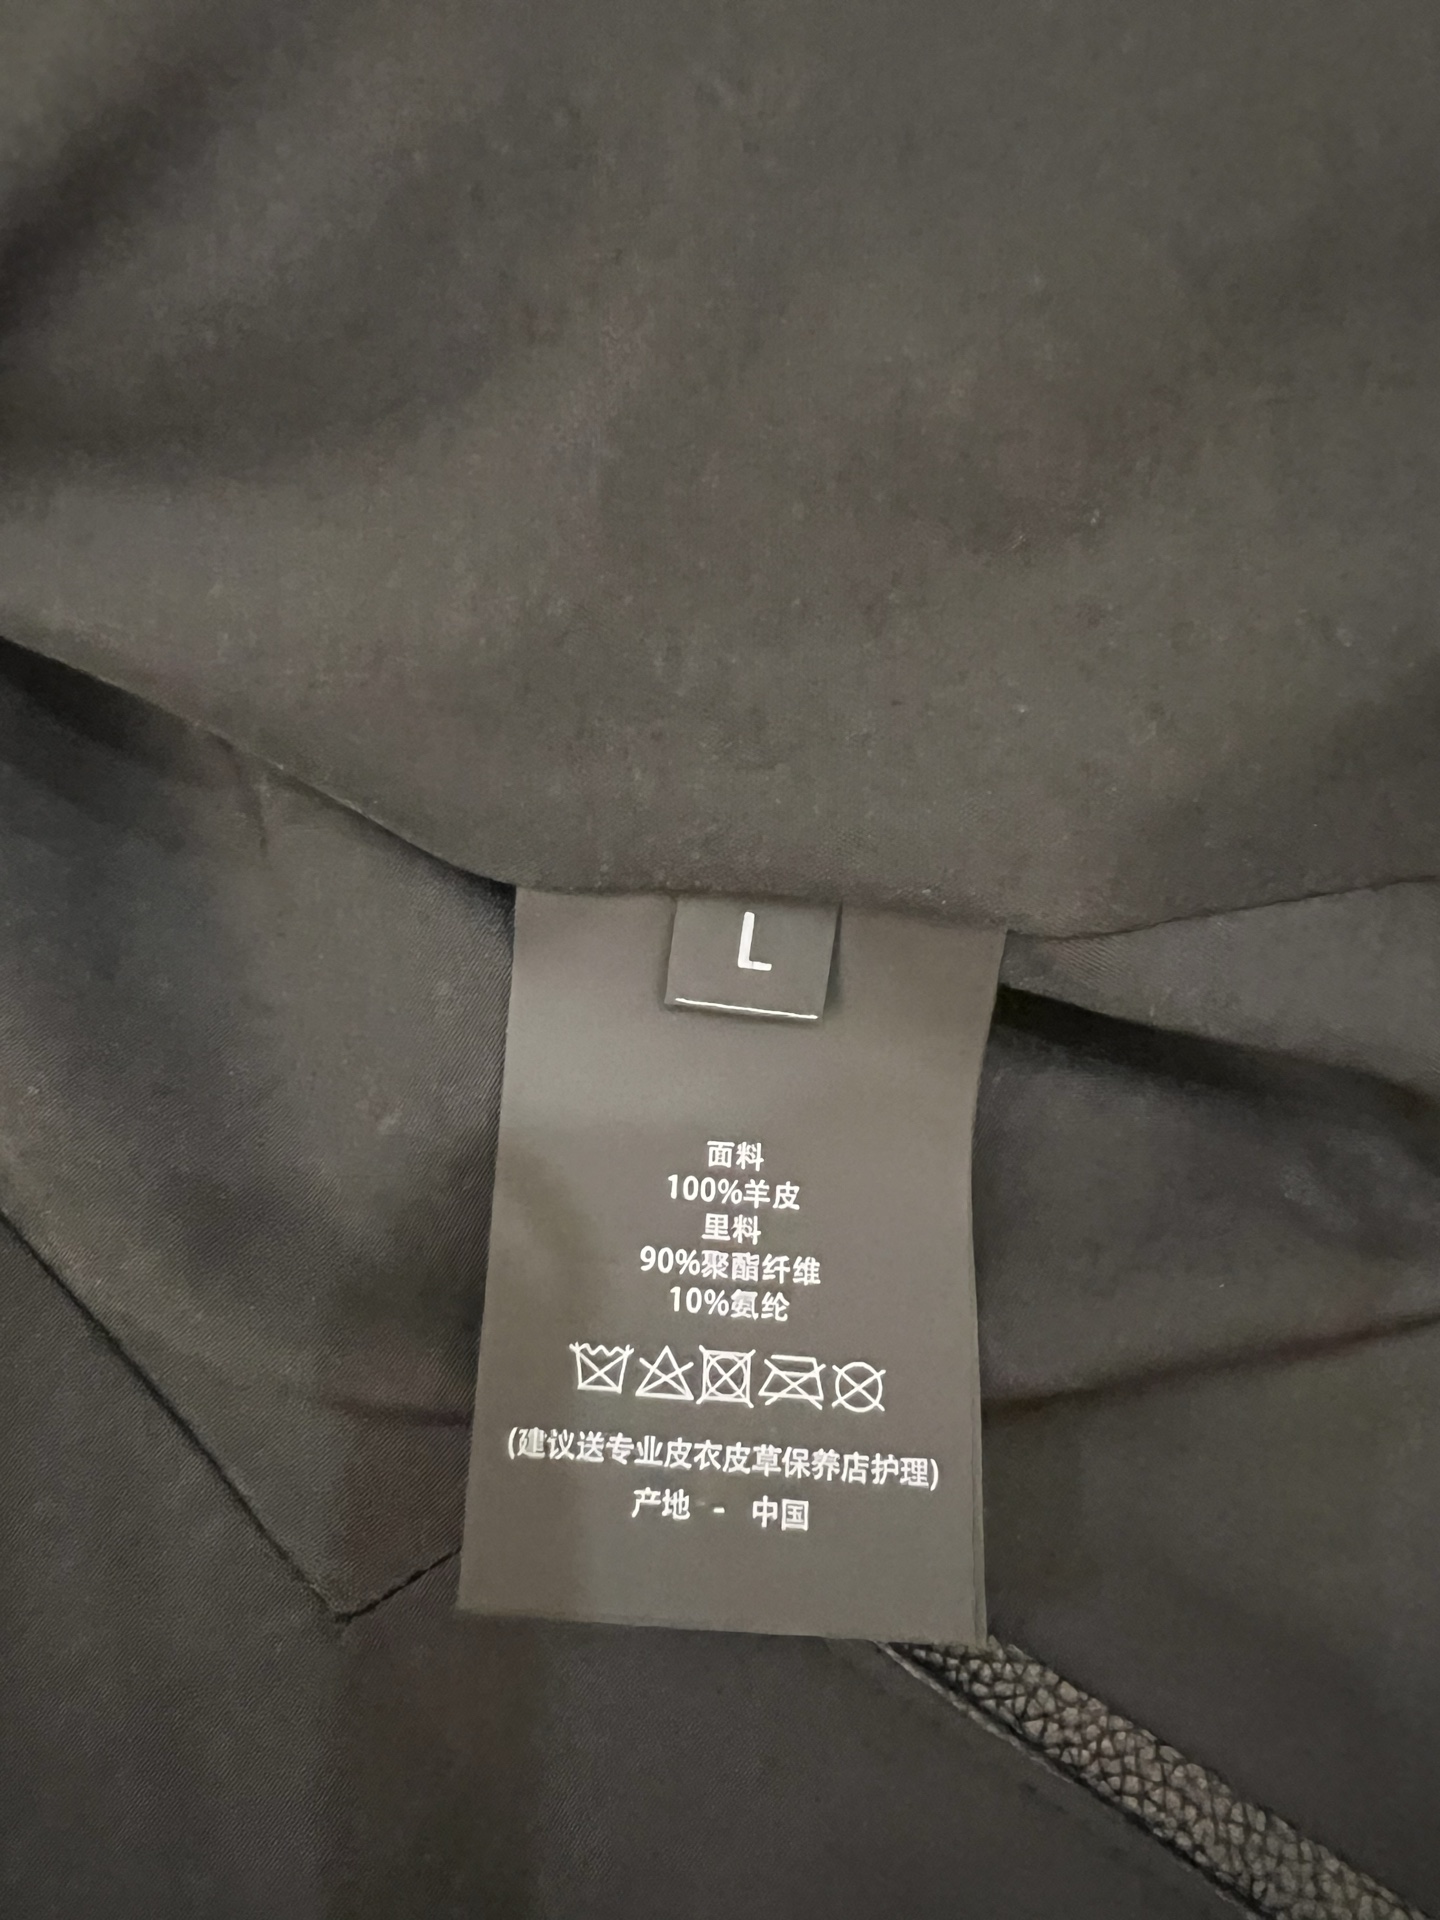 L
面料
100%羊皮
里料
90%聚酯纤维
10%氨纶
(建议送专业皮衣皮草保养店护理)
产地 - 中国